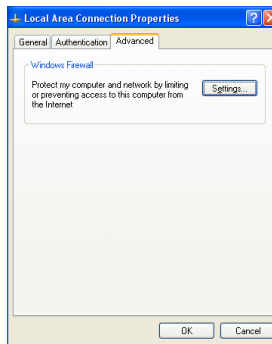 Local Area Connection Properties
General Authentication Advanced
Windows Firewall
Protect my computer and network by limiting
or preventing access to this computer from
the Internet
Settings...
OK Cancel